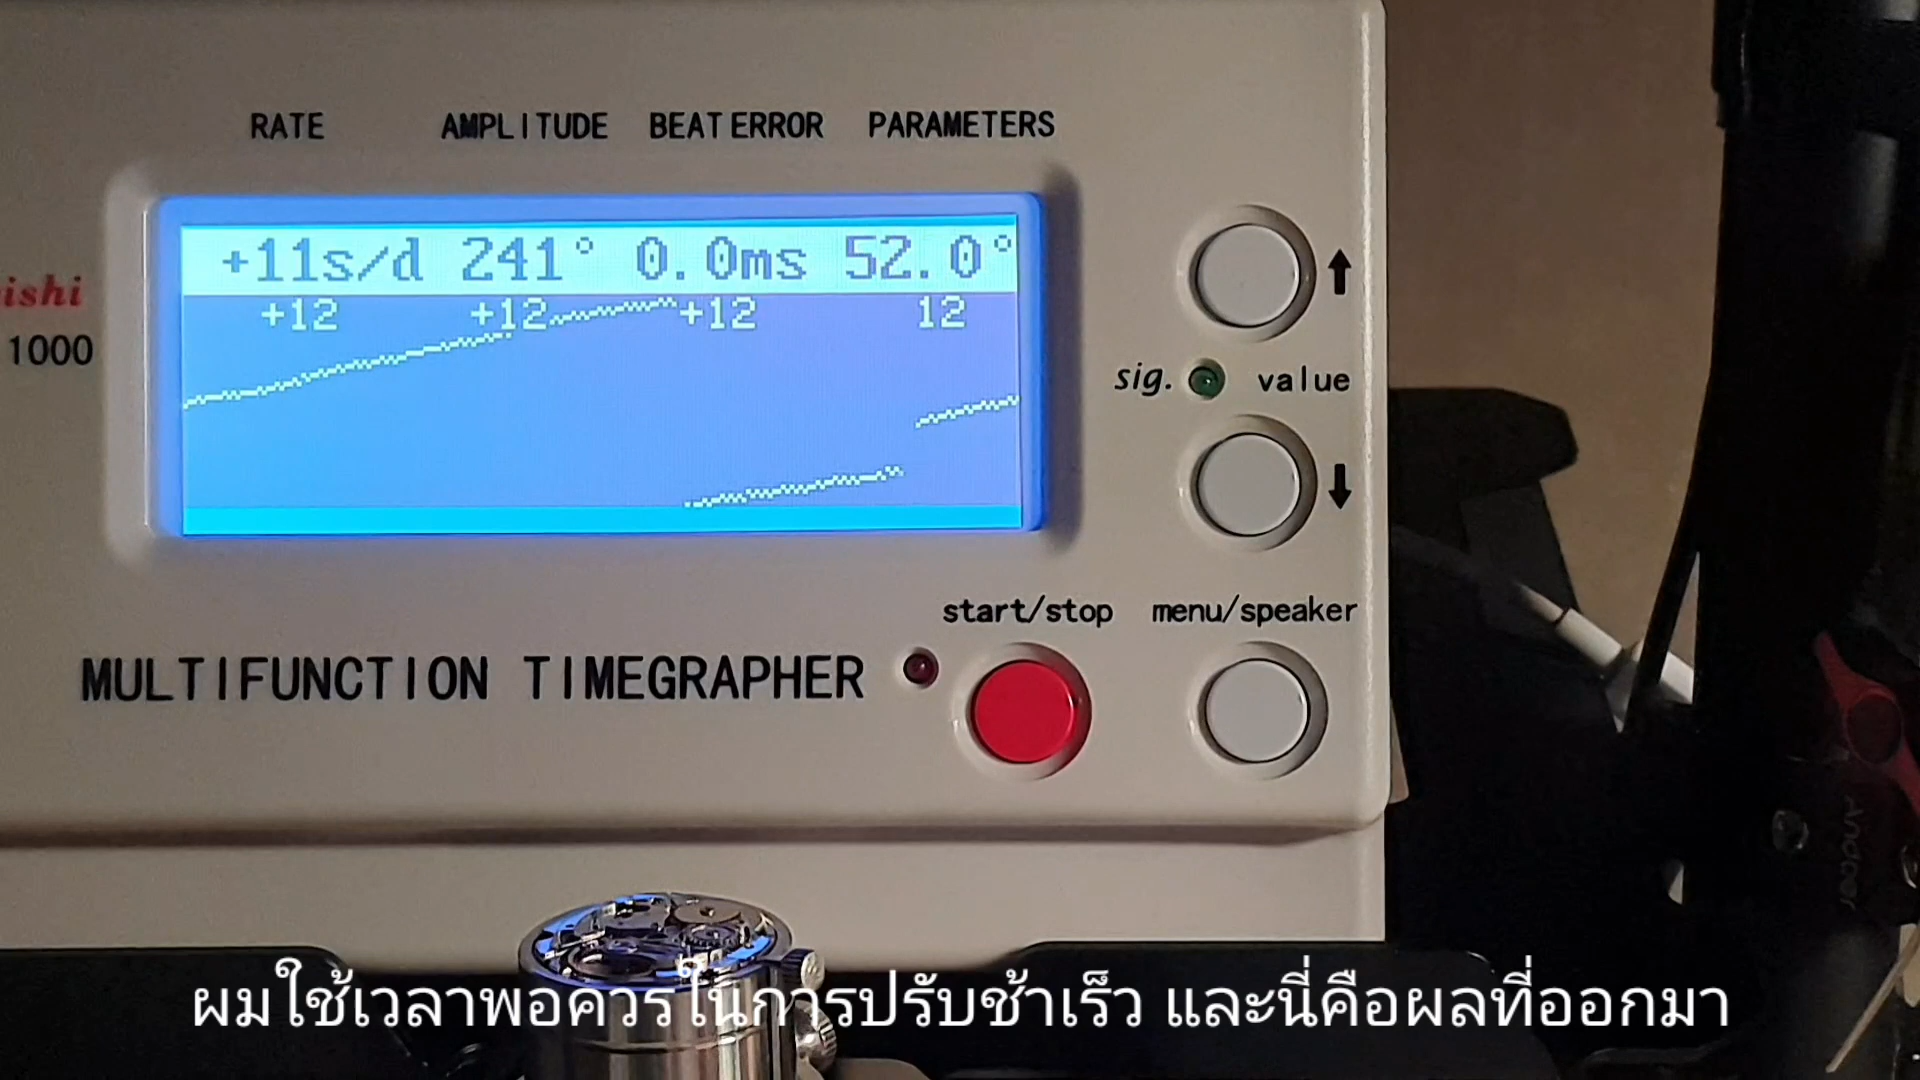 RATE AMPLITUDE BEAT ERROR PARAMETERS
+11s/d 241° 0.0ms 52.0°
+12 +12 +12 12
ishi
1000
sig. value
start/stop menu/speaker
MULTIFUNCTION TIMEGRAPHER
ผมใช้เวลาพอควรในการปรับช้าเร็ว และนี่คือผลที่ออกมา